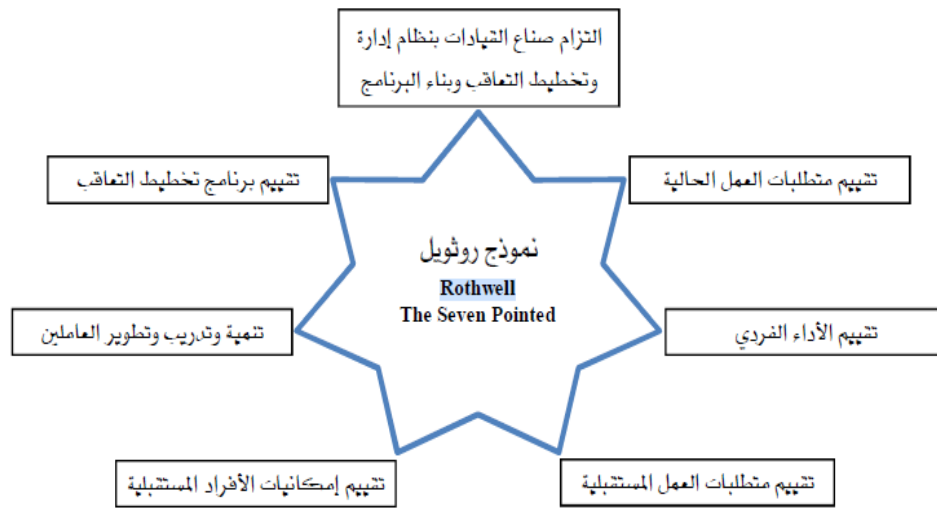 التزام صناع القيادات بنظام إدارة
وتخطيط التعاقب وبناء البرنامج
تقييم متطلبات العمل الحالية
تقييم برنامج تخطيط التعاقب
نموذج روثويل
Rothwell
The Seven Pointed
تقييم الأداء الفردي
تنمية وتدريب وتطوير العاملين
تقييم متطلبات العمل المستقبلية
تقييم إمكانيات الأفراد المستقبلية